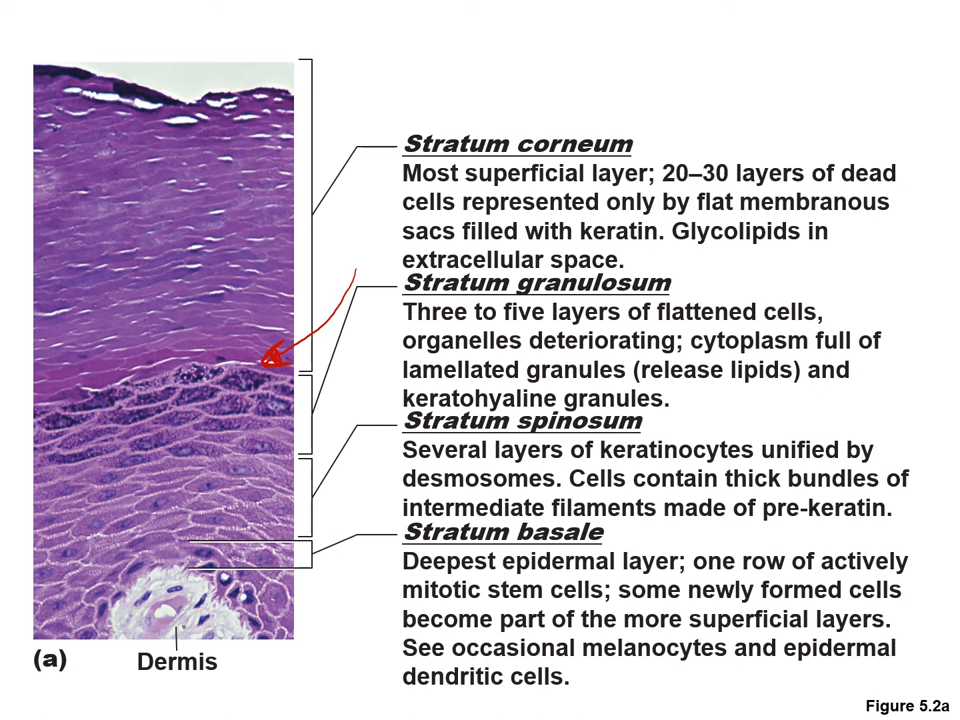 Stratum corneum
Most superficial layer; 20–30 layers of dead
cells represented only by flat membranous
sacs filled with keratin. Glycolipids in
extracellular space.
Stratum granulosum
Three to five layers of flattened cells,
organelles deteriorating; cytoplasm full of
lamellated granules (release lipids) and
keratohyaline granules.
Stratum spinosum
Several layers of keratinocytes unified by
desmosomes. Cells contain thick bundles of
intermediate filaments made of pre-keratin.
Stratum basale
Deepest epidermal layer; one row of actively
mitotic stem cells; some newly formed cells
become part of the more superficial layers.
See occasional melanocytes and epidermal
dendritic cells.
(a)
Dermis
Figure 5.2a